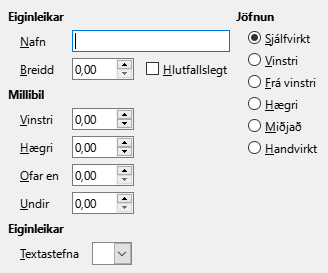 Eiginleikar
Nafn
Breidd 0,00 Hlutfallslegt
Millibil
Vinstri 0,00
Hægri 0,00
Ofar en 0,00
Undir 0,00
Eiginleikar
Textastefna
Jöfnun
Sjálfvirkt
Vinstri
Frá vinstri
Hægri
Miðjað
Handvirkt